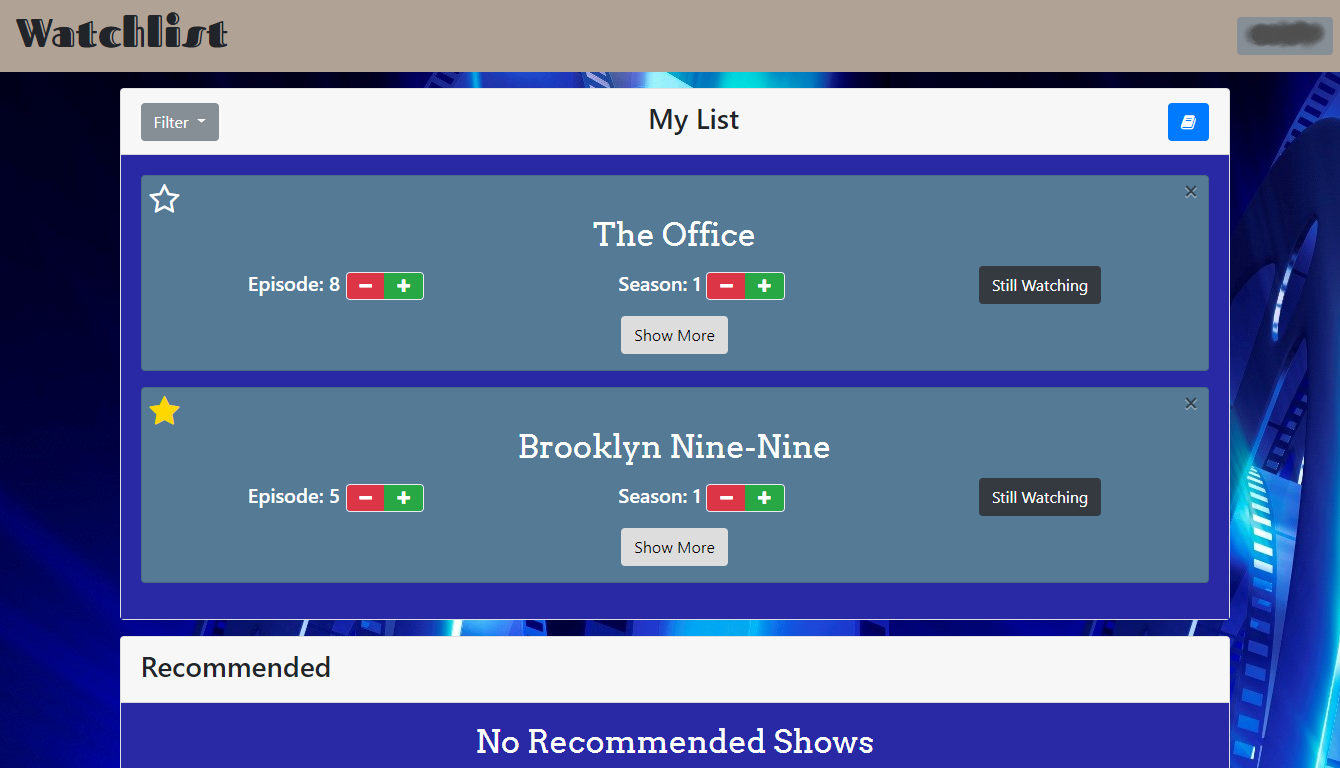 Watchlist
Filter
My List
The Office
Episode: 8
Season: 1
Still Watching
Show More
Brooklyn Nine-Nine
Episode: 5
Season: 1
Still Watching
Show More
Recommended
No Recommended Shows